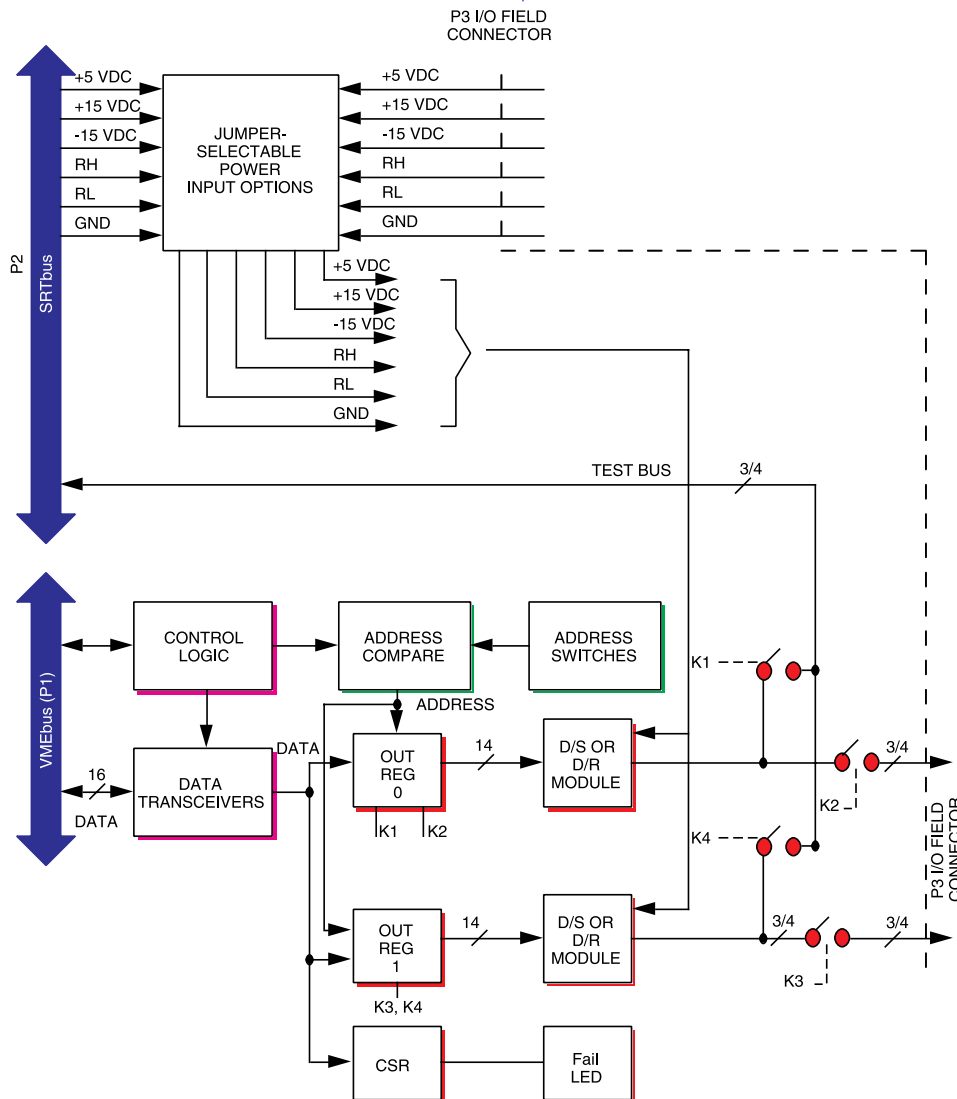 P3 I/O FIELD
CONNECTOR
+5 VDC
+15 VDC
-15 VDC
RH
RL
GND
JUMPER-
SELECTABLE
POWER
INPUT OPTIONS
+5 VDC
+15 VDC
-15 VDC
RH
RL
GND
P2
SRTbus
+5 VDC
+15 VDC
-15 VDC
RH
RL
GND
TEST BUS
3/4
VMEbus (P1)
CONTROL
LOGIC
ADDRESS
COMPARE
ADDRESS
SWITCHES
K1
ADDRESS
DATA
16
DATA
DATA
TRANSCEIVERS
OUT
REG
0
14
D/S OR
D/R
MODULE
3/4
K1
K2
K2
K4
P3 I/O FIELD
CONNECTOR
OUT
REG
1
14
D/S OR
D/R
MODULE
3/4
3/4
K3, K4
K3
CSR
Fail
LED